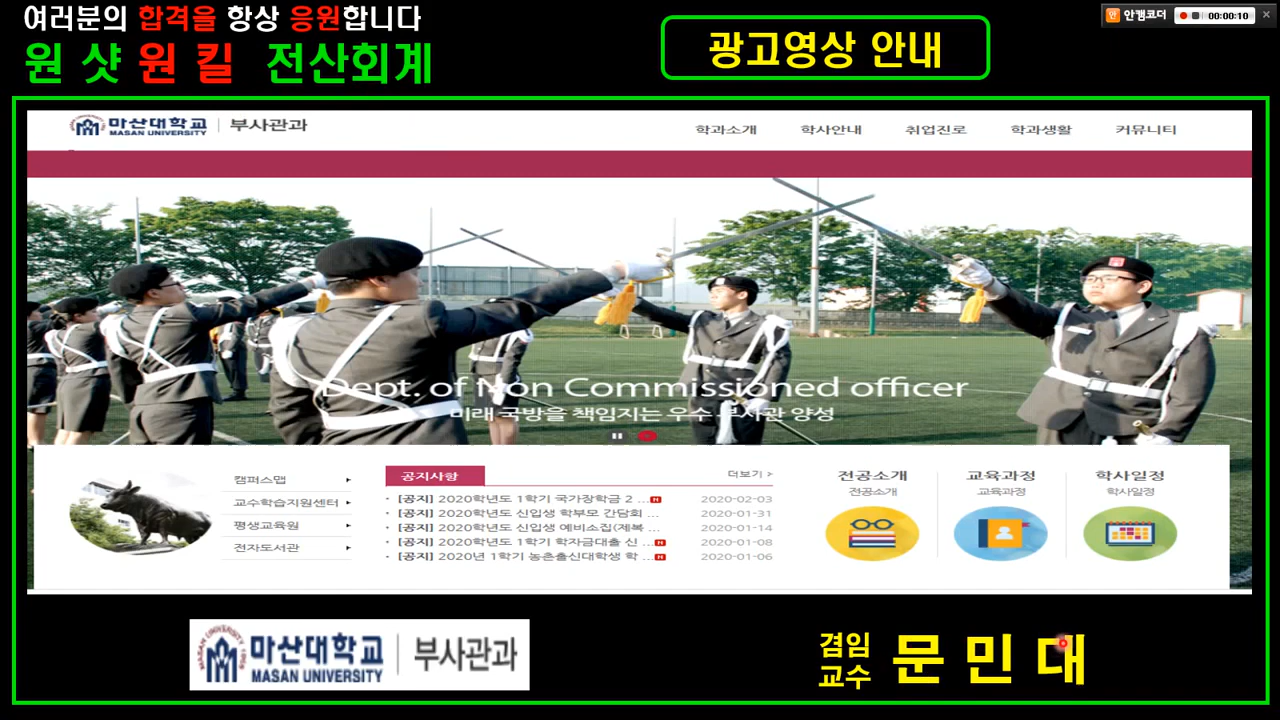 여러분의 합격을 항상 응원합니다
원 샷 원 킬 전산회계
광고영상 안내
안캠코더 00:00:10
마산대학교 부사관과
MASAN UNIVERSITY
학과소개 학사안내 취업진로 학과생활 커뮤니티
Dept. of Non Commissioned officer
미래 국방을 책임지는 우수 부사관 양성
캠퍼스맵
교수학습지원센터
평생교육원
전자도서관
공지사항 더보기 >
[공지] 2020학년도 1학기 국가장학금 2 ... N 2020-02-03
[공지] 2020학년도 신입생 학부모 간담회 ... 2020-01-31
[공지] 2020학년도 신입생 예비소집(제복 ... 2020-01-14
[공지] 2020학년도 1학기 학자금대출 신 ... N 2020-01-08
[공지] 2020년 1학기 농촌출신대학생 학 ... N 2020-01-06
전공소개 교육과정 학사일정
전공소개 교육과정 학사일정
마산대학교 부사관과
MASAN UNIVERSITY
겸임 교수 문 민 대